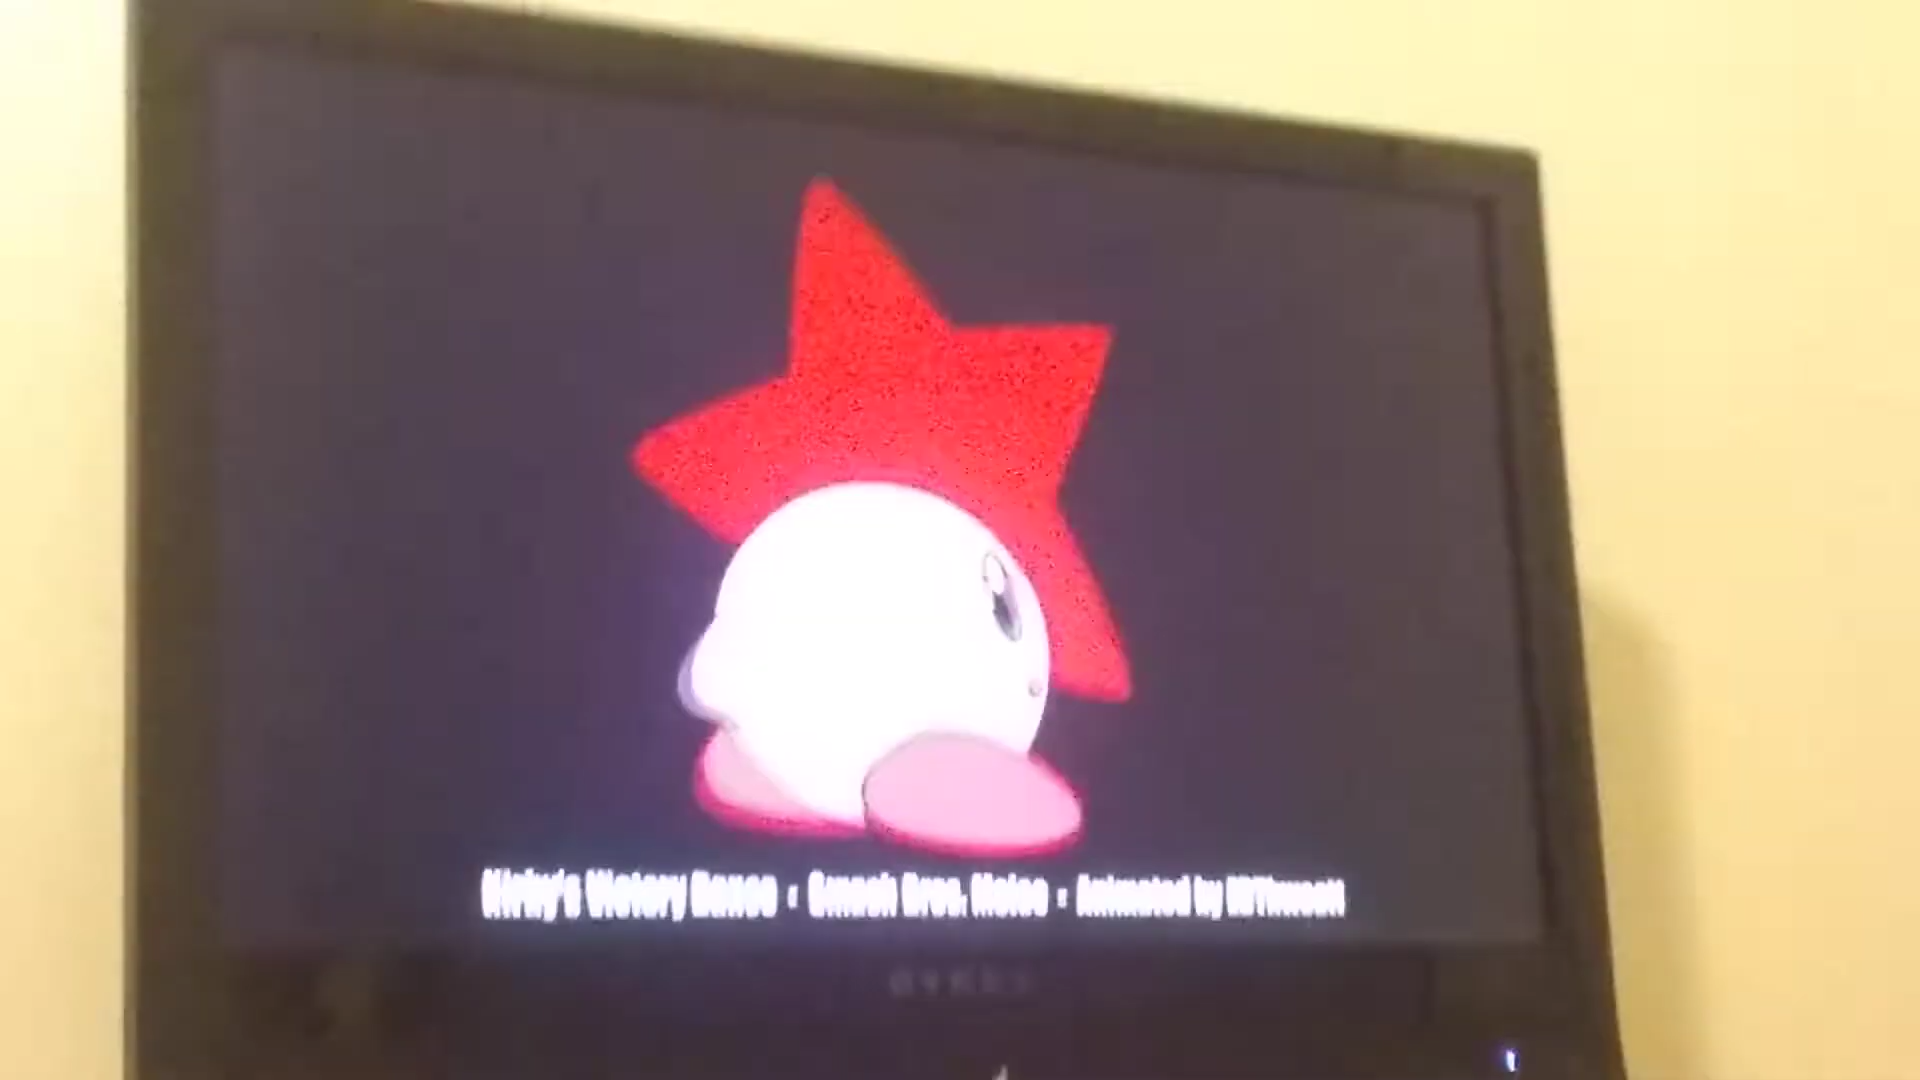 Kirby's Victory Dance • Smash Bros. Melee • Animated by